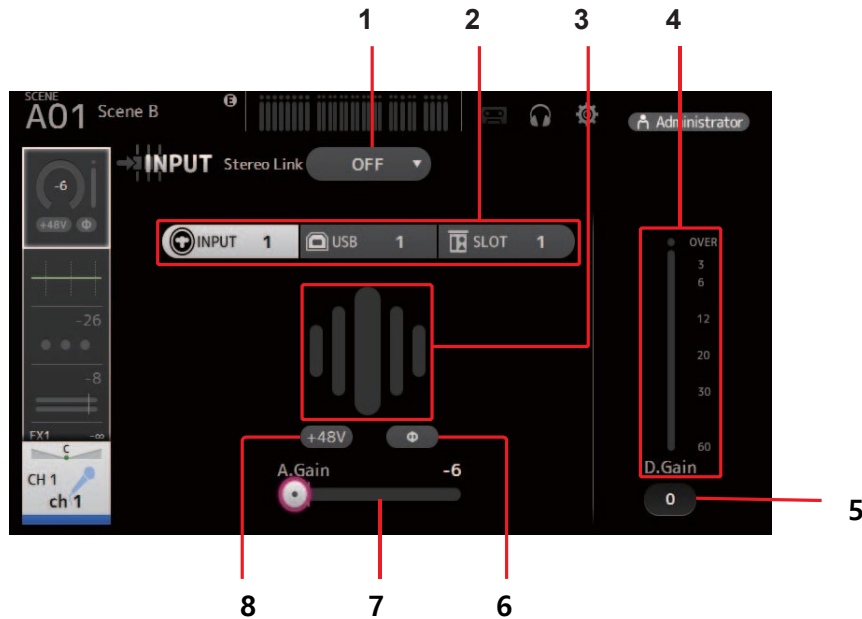 1 2 3 4
SCENE
A01 Scene B E
Administrator
INPUT Stereo Link OFF
-6
+48V Φ
INPUT 1 USB 1 SLOT 1
OVER
3
6
12
20
30
60
-26
-8
FX1 -∞
C
CH 1
ch 1
+48V Φ
A.Gain -6
D.Gain
0
5
8 7 6